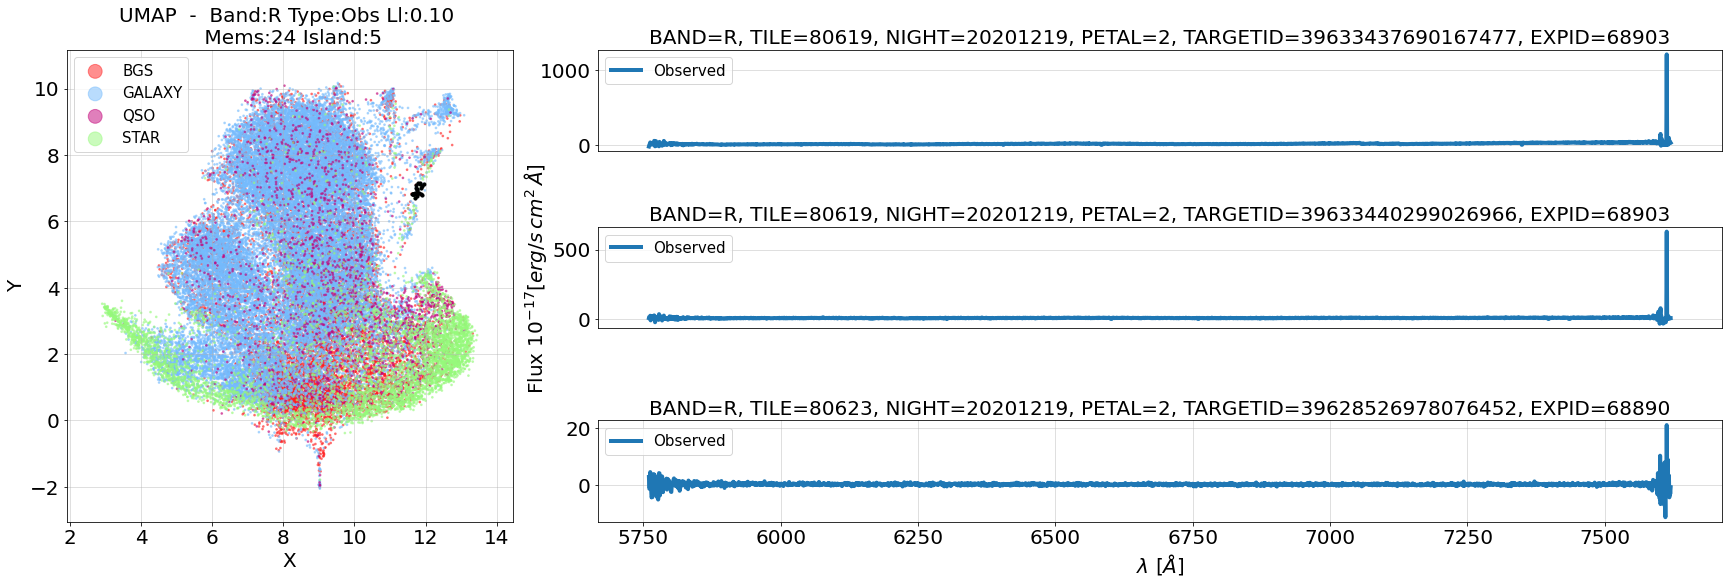 UMAP  -  Band:R Type:Obs Ll:0.10
Mems:24 Island:5
BGS
GALAXY
QSO
STAR
10
8
6
4
2
0
−2
Y
2
4
6
8
10
12
14
X
BAND=R, TILE=80619, NIGHT=20201219, PETAL=2, TARGETID=39633437690167477, EXPID=68903
Observed
1000
0
BAND=R, TILE=80619, NIGHT=20201219, PETAL=2, TARGETID=39633440299026966, EXPID=68903
Observed
500
0
BAND=R, TILE=80623, NIGHT=20201219, PETAL=2, TARGETID=39628526978076452, EXPID=68890
Observed
20
0
Flux 10⁻¹⁷[erg/s cm² Å]
5750
6000
6250
6500
6750
7000
7250
7500
λ [Å]